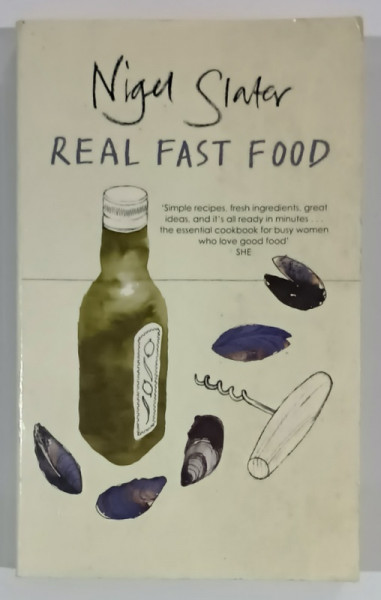 Nigel Slater
REAL FAST FOOD
'Simple recipes, fresh ingredients, great
ideas, and it's all ready in minutes . . .
the essential cookbook for busy women
who love good food'
SHE